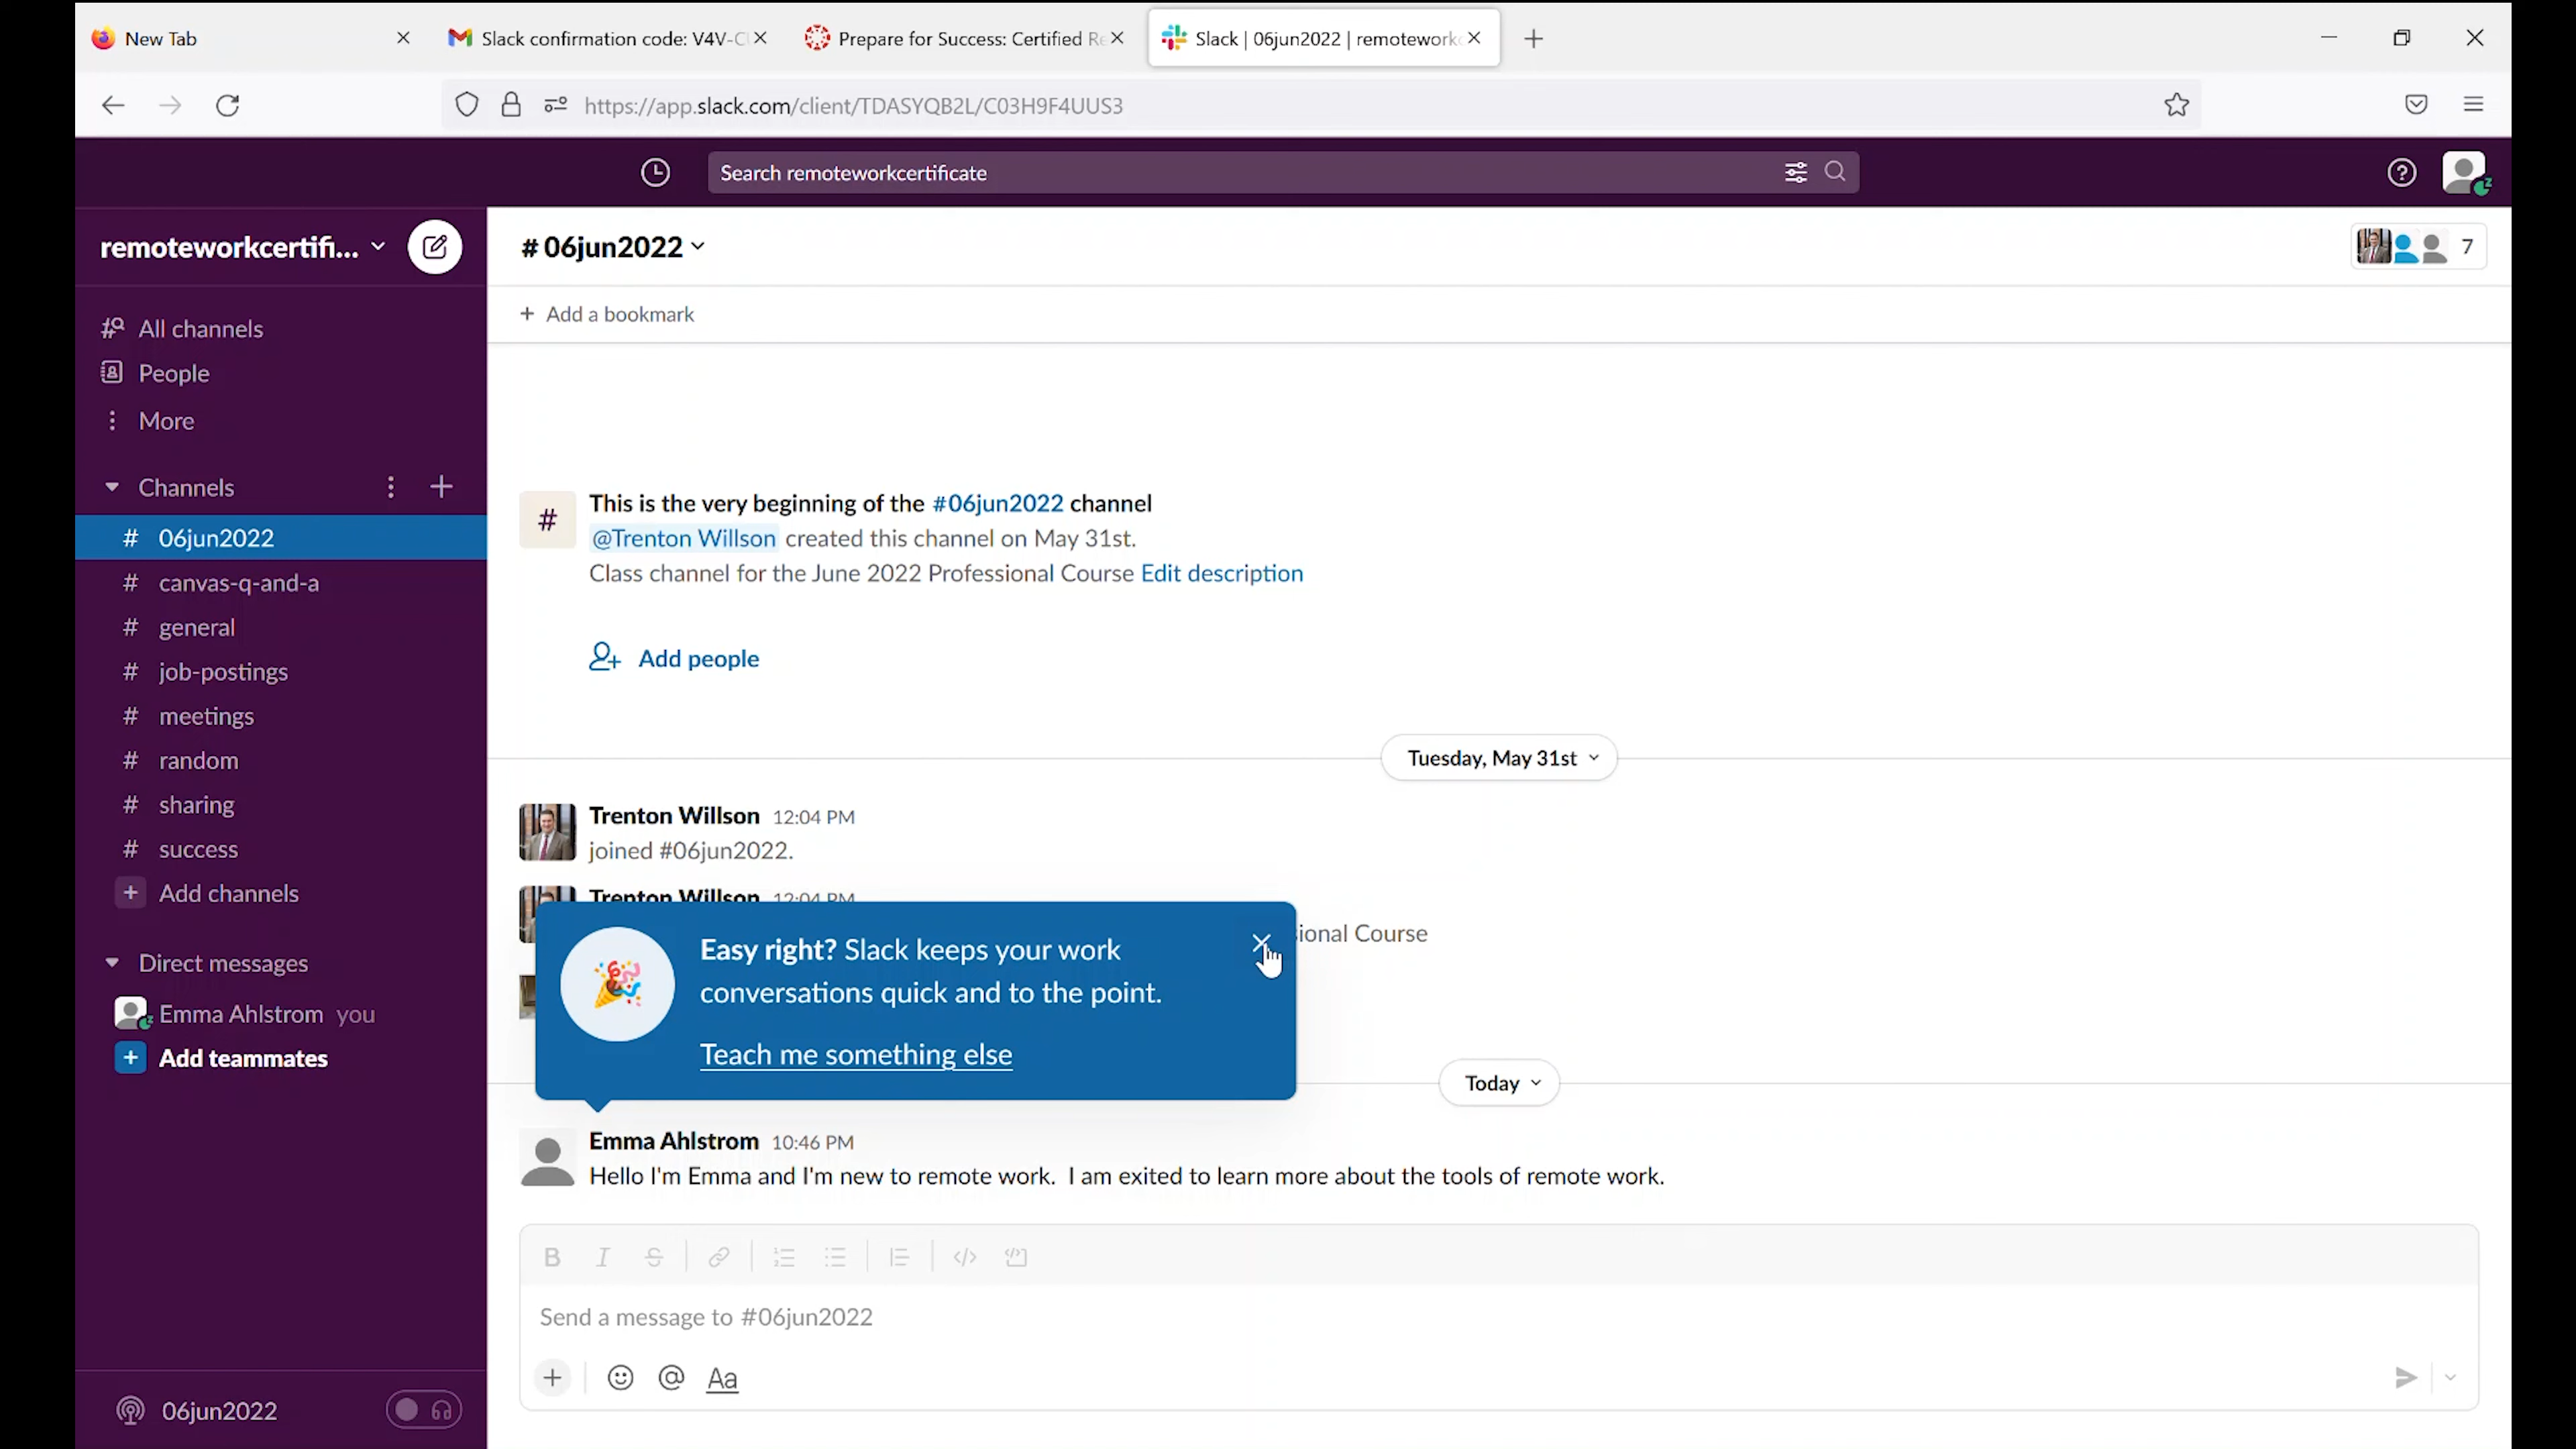 New Tab
Slack confirmation code: V4V-C
Prepare for Success: Certified Re
Slack | 06jun2022 | remotework
https://app.slack.com/client/TDASYQB2L/C03H9F4UUS3
Search remoteworkcertificate
remoteworkcertifi...
# 06jun2022
7
+ Add a bookmark
All channels
People
More
Channels
# 06jun2022
# canvas-q-and-a
# general
# job-postings
# meetings
# random
# sharing
# success
+ Add channels
Direct messages
Emma Ahlstrom you
+ Add teammates
06jun2022
#
This is the very beginning of the #06jun2022 channel
@Trenton Willson created this channel on May 31st.
Class channel for the June 2022 Professional Course Edit description
Add people
Tuesday, May 31st
Trenton Willson 12:04 PM
joined #06jun2022.
Trenton Willson 12:04 PM
ional Course
Easy right? Slack keeps your work
conversations quick and to the point.
Teach me something else
Today
Emma Ahlstrom 10:46 PM
Hello I'm Emma and I'm new to remote work. I am exited to learn more about the tools of remote work.
B I S
Send a message to #06jun2022
+ @ Aa